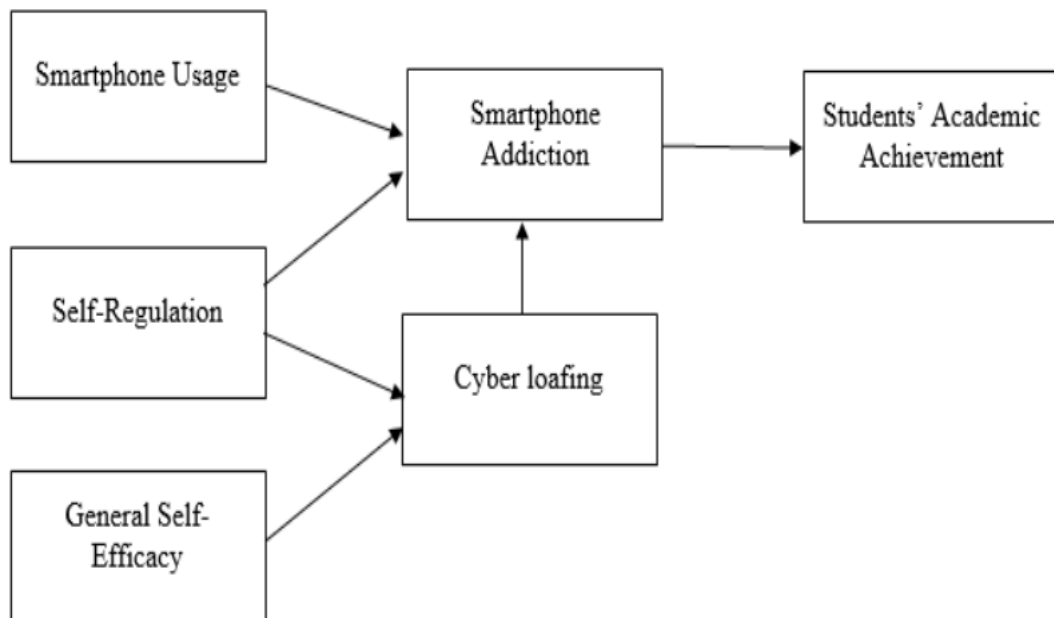 Smartphone Usage
Smartphone
Addiction
Students’ Academic
Achievement
Self-Regulation
Cyber loafing
General Self-
Efficacy